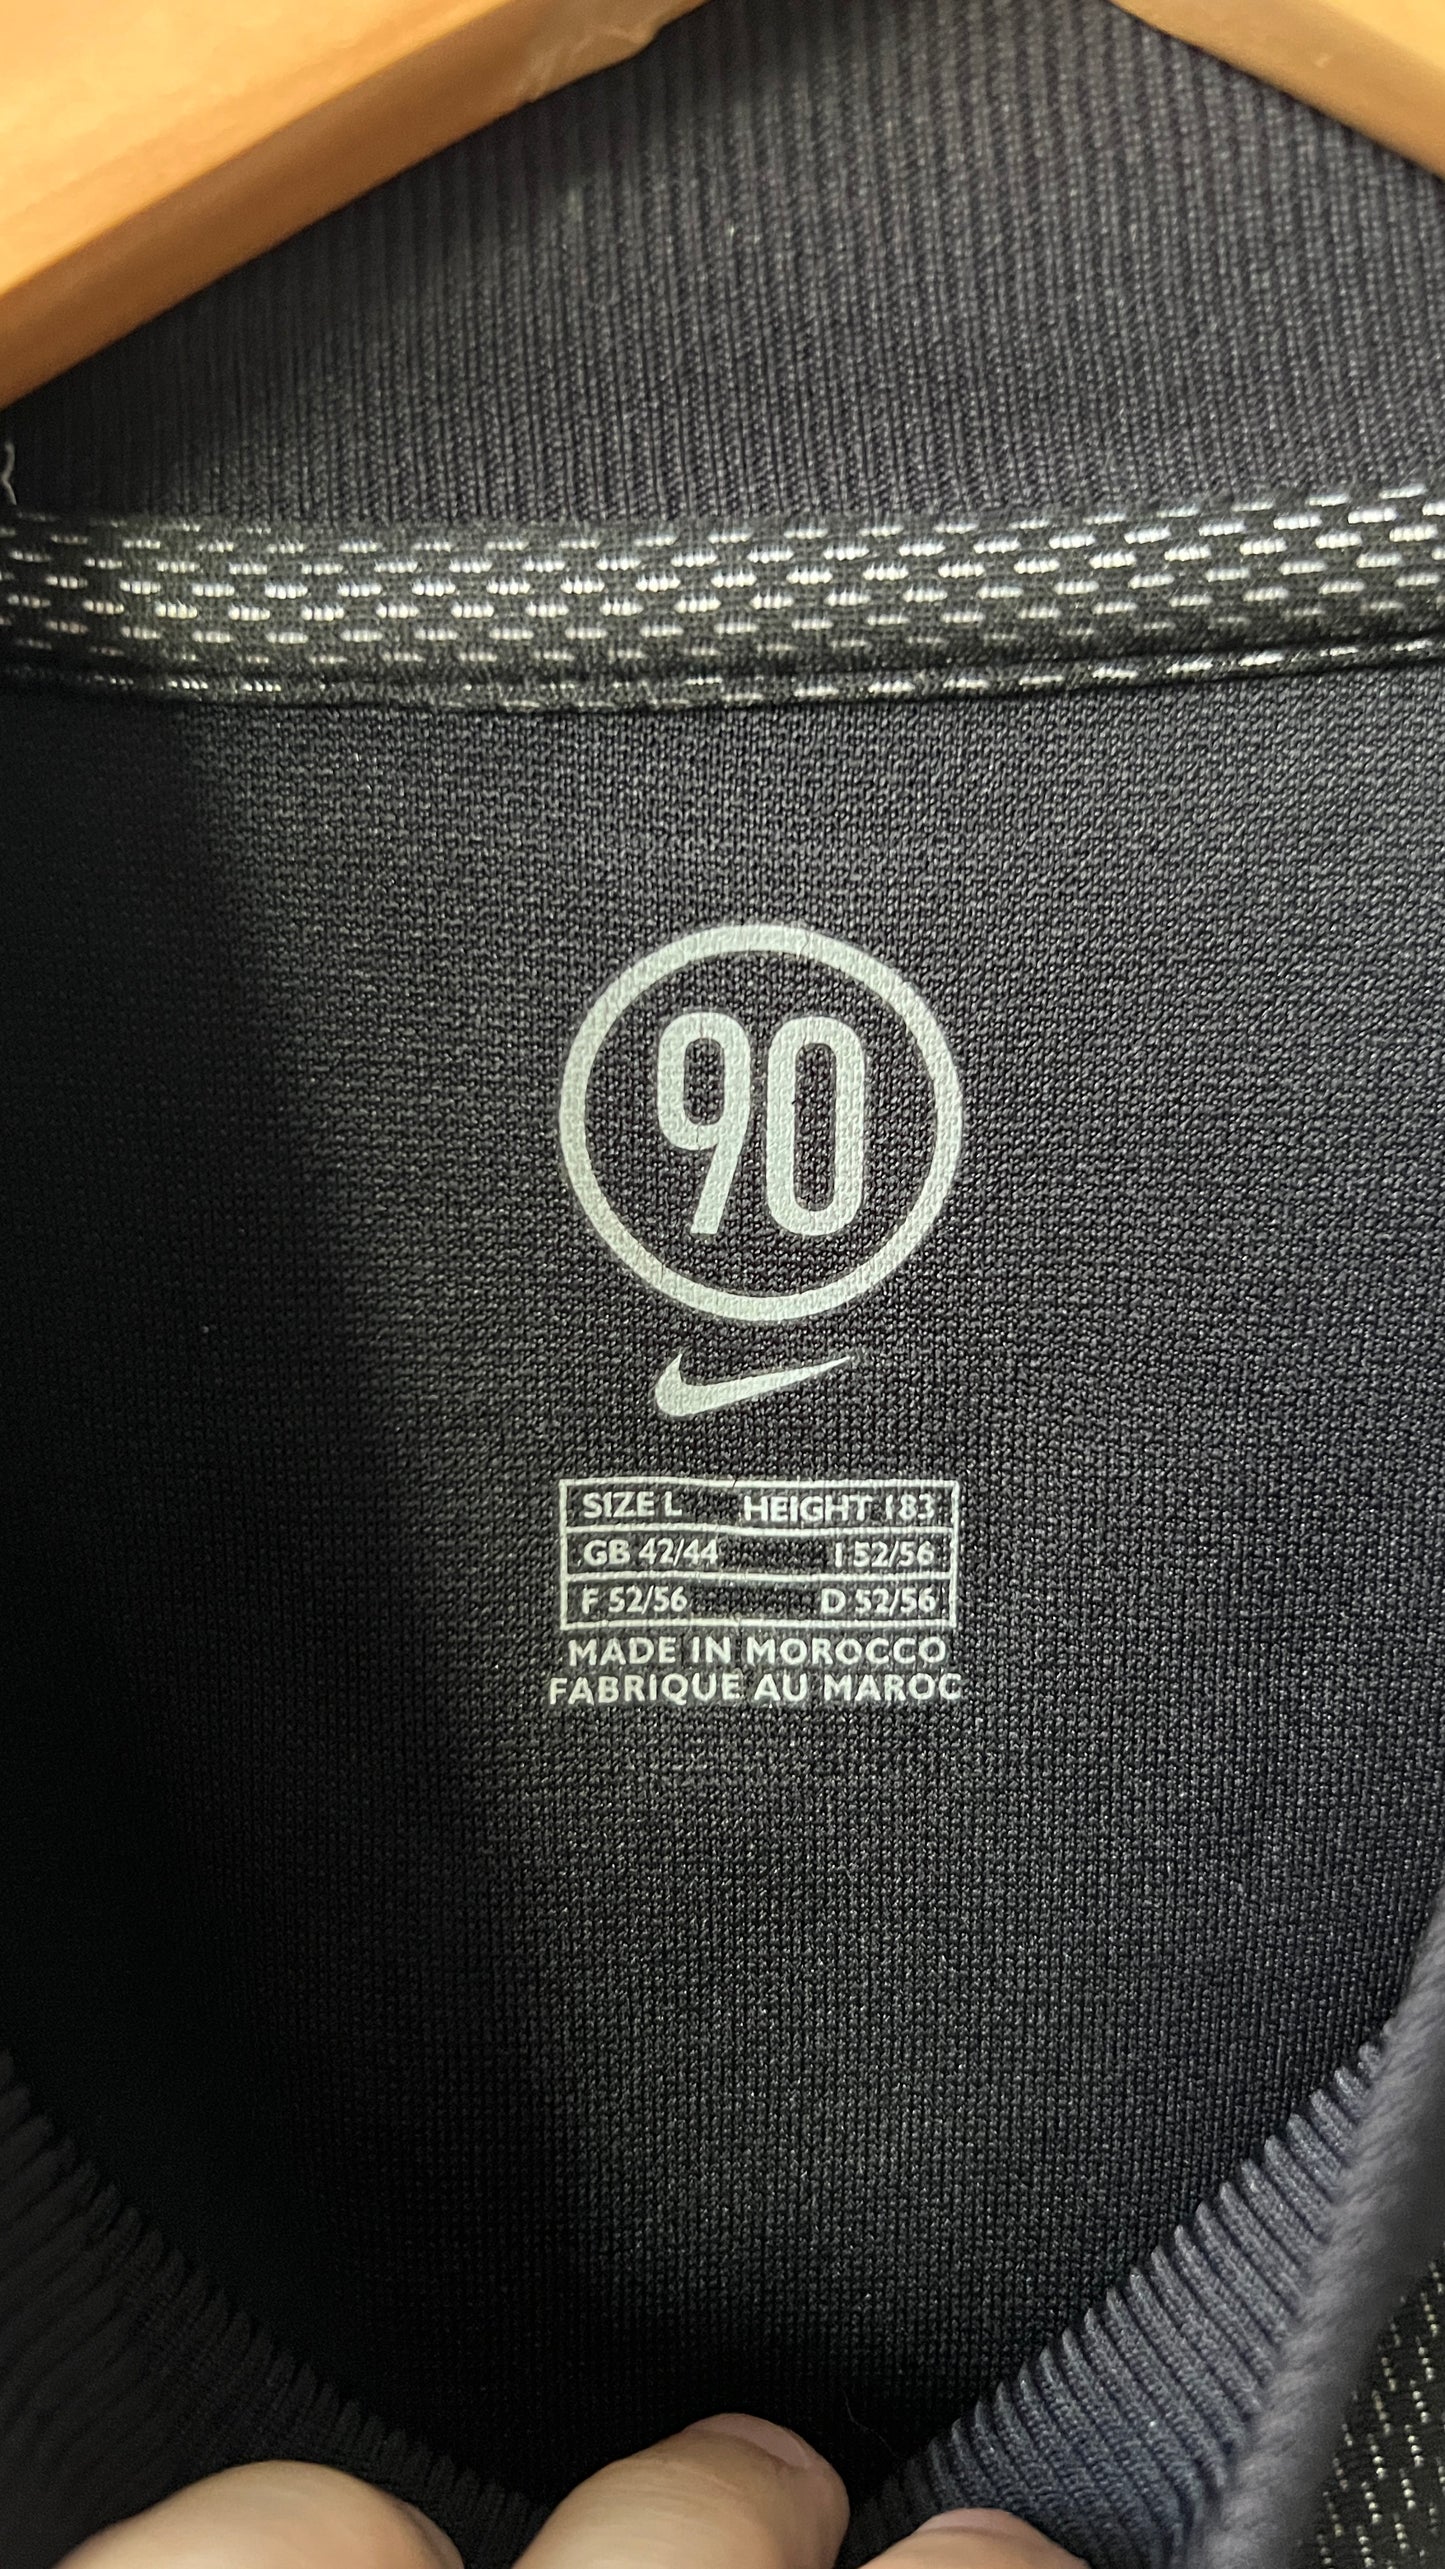 90
SIZE L HEIGHT 183
GB 42/44 I 52/56
F 52/56 D 52/56
MADE IN MOROCCO
FABRIQUE AU MAROC